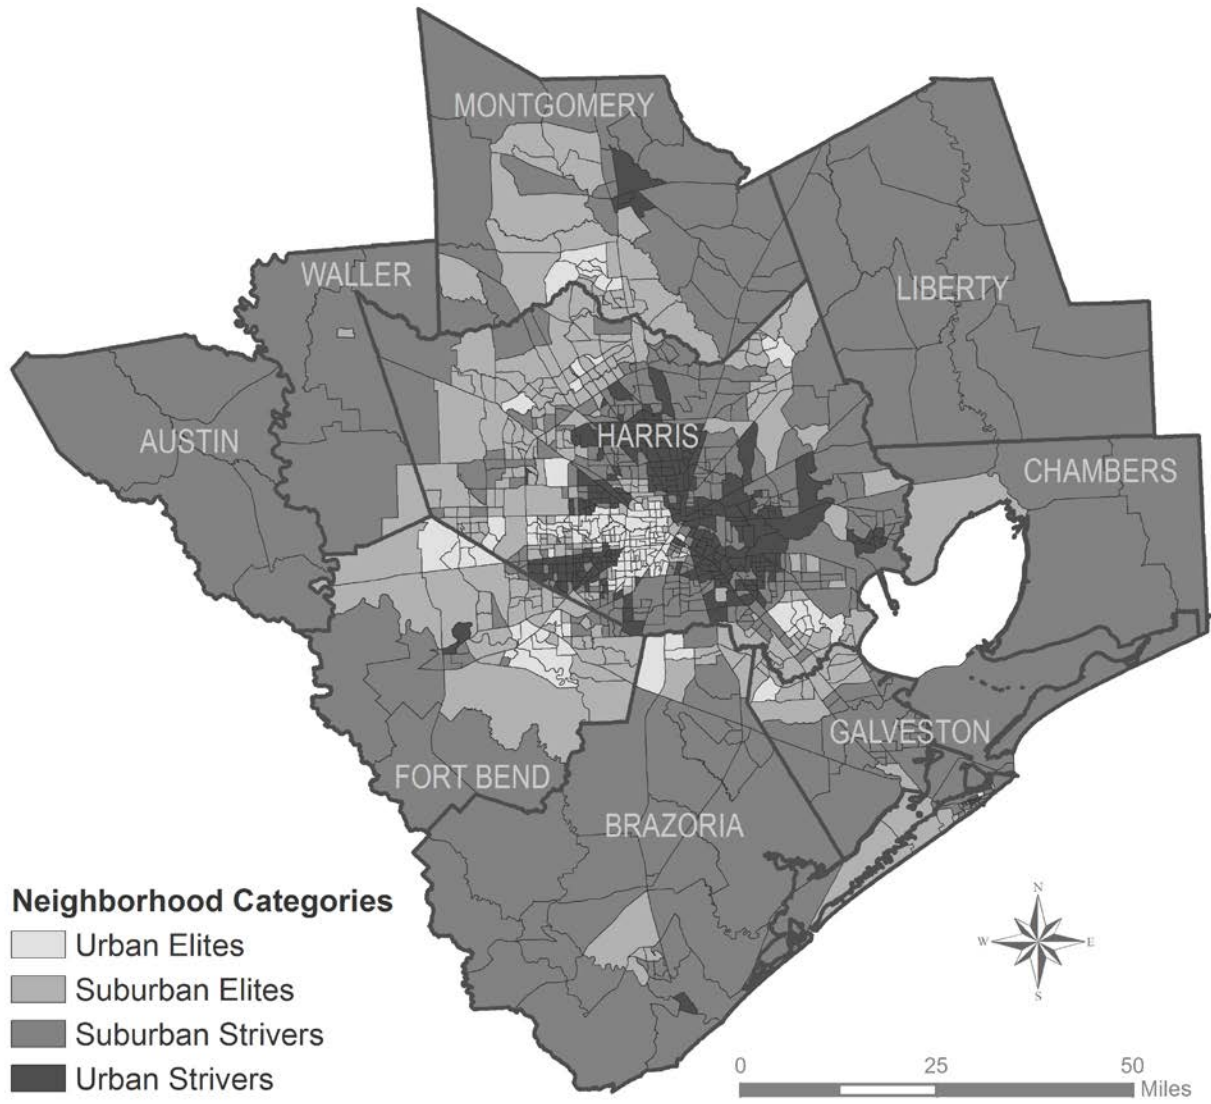 MONTGOMERY
WALLER
LIBERTY
AUSTIN
HARRIS
CHAMBERS
GALVESTON
FORT BEND
BRAZORIA
Neighborhood Categories
Urban Elites
Suburban Elites
Suburban Strivers
Urban Strivers
N
W E
S
0 25 50
Miles